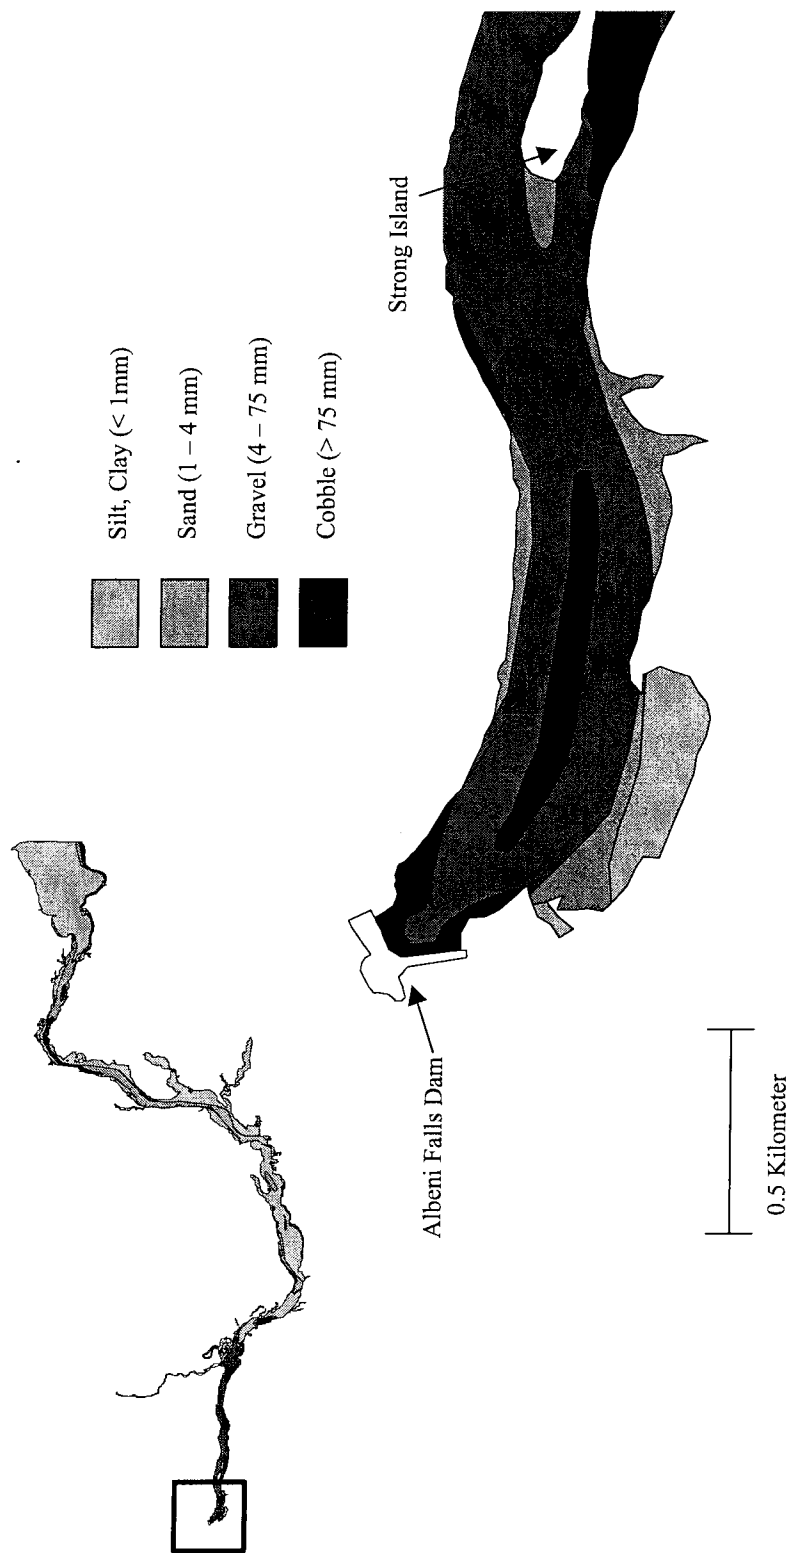 Silt, Clay (< 1mm)
Sand (1 – 4 mm)
Gravel (4 – 75 mm)
Cobble (> 75 mm)
Strong Island
Albeni Falls Dam
0.5 Kilometer